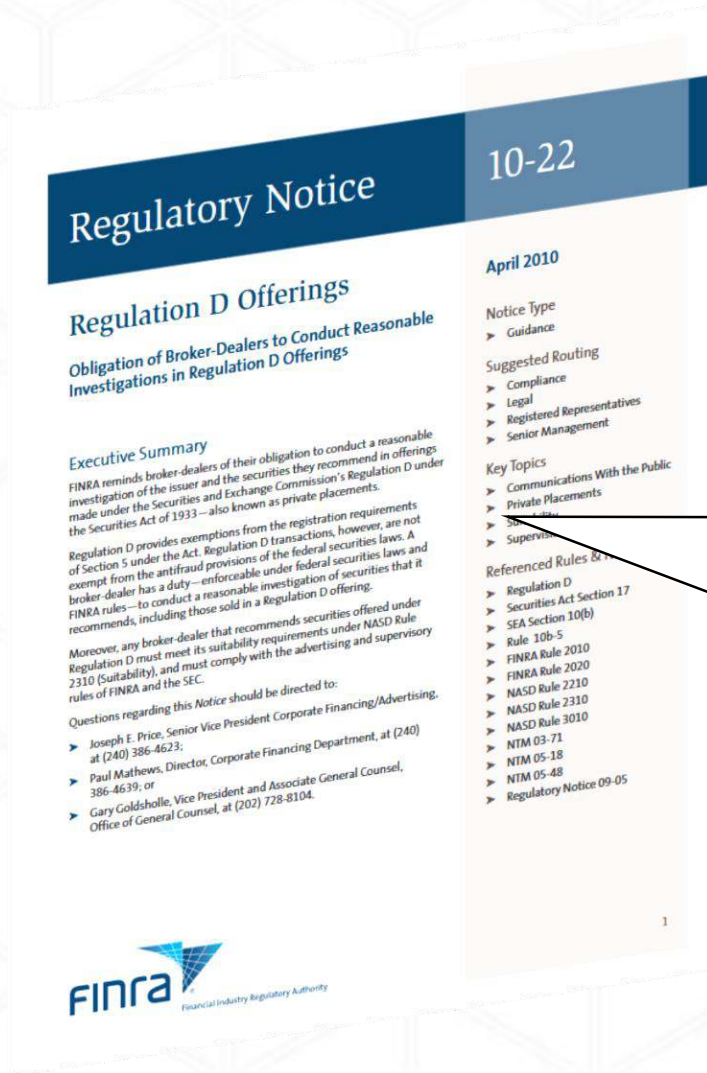 Regulatory Notice
10-22
Regulation D Offerings
Obligation of Broker-Dealers to Conduct Reasonable
Investigations in Regulation D Offerings
Executive Summary
FINRA reminds broker-dealers of their obligation to conduct a reasonable
investigation of the issuer and the securities they recommend in offerings
made under the Securities and Exchange Commission's Regulation D under
the Securities Act of 1933—also known as private placements.
Regulation D provides exemptions from the registration requirements
of Section 5 under the Act. Regulation D transactions, however, are not
exempt from the antifraud provisions of the federal securities laws. A
broker-dealer has a duty—enforceable under federal securities laws and
FINRA rules—to conduct a reasonable investigation of securities that it
recommends, including those sold in a Regulation D offering.
Moreover, any broker-dealer that recommends securities offered under
Regulation D must meet its suitability requirements under NASD Rule
2310 (Suitability), and must comply with the advertising and supervisory
rules of FINRA and the SEC.
Questions regarding this Notice should be directed to:
➤ Joseph E. Price, Senior Vice President Corporate Financing/Advertising,
at (240) 386-4623;
➤ Paul Mathews, Director, Corporate Financing Department, at (240)
386-4639; or
➤ Gary Goldsholle, Vice President and Associate General Counsel,
Office of General Counsel, at (202) 728-8104.
April 2010
Notice Type
➤ Guidance
Suggested Routing
➤ Compliance
➤ Legal
➤ Registered Representatives
➤ Senior Management
Key Topics
➤ Communications With the Public
➤ Private Placements
➤
➤
Referenced Rules &
➤ Regulation D
➤ Securities Act Section 17
➤ SEA Section 10(b)
➤ Rule 10b-5
➤ FINRA Rule 2010
➤ FINRA Rule 2020
➤ NASD Rule 2210
➤ NASD Rule 2310
➤ NASD Rule 3010
➤ NTM 03-71
➤ NTM 05-18
➤ NTM 05-48
➤ Regulatory Notice 09-05
1
Finra
Financial Industry Regulatory Authority